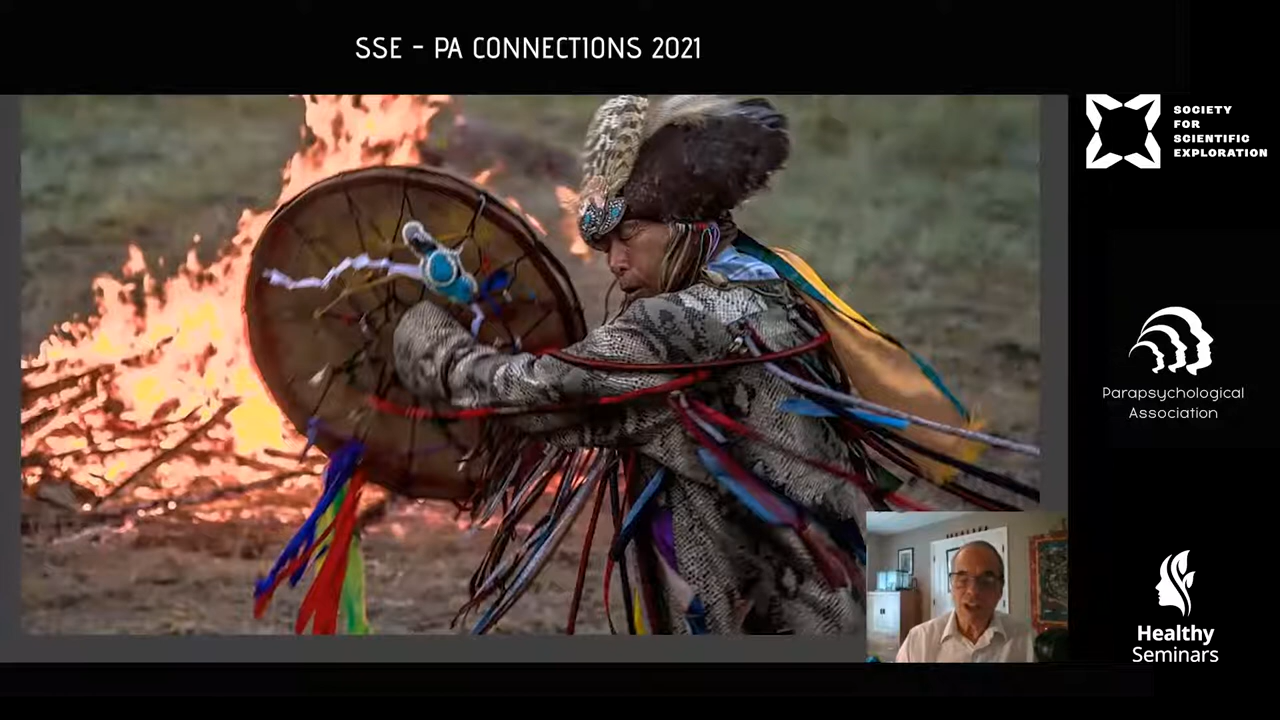 SSE - PA CONNECTIONS 2021
SOCIETY
FOR
SCIENTIFIC
EXPLORATION
Parapsychological
Association
Healthy
Seminars